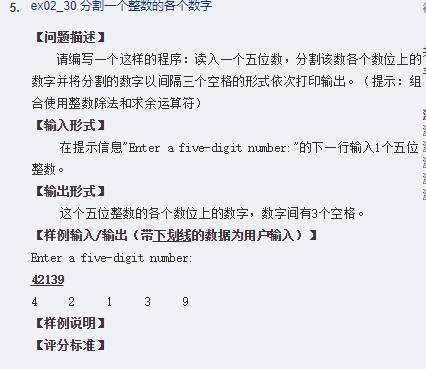 5. ex02_30 分割一个整数的各个数字
【问题描述】
请编写一个这样的程序：读入一个五位数，分割该数各个数位上的
数字并将分割的数字以间隔三个空格的形式依次打印输出。（提示：组
合使用整数除法和求余运算符）
【输入形式】
在提示信息"Enter a five-digit number:"的下一行输入1个五位
整数。
【输出形式】
这个五位整数的各个数位上的数字，数字间有3个空格。
【样例输入/输出（带下划线的数据为用户输入）】
Enter a five-digit number:
42139
4 2 1 3 9
【样例说明】
【评分标准】